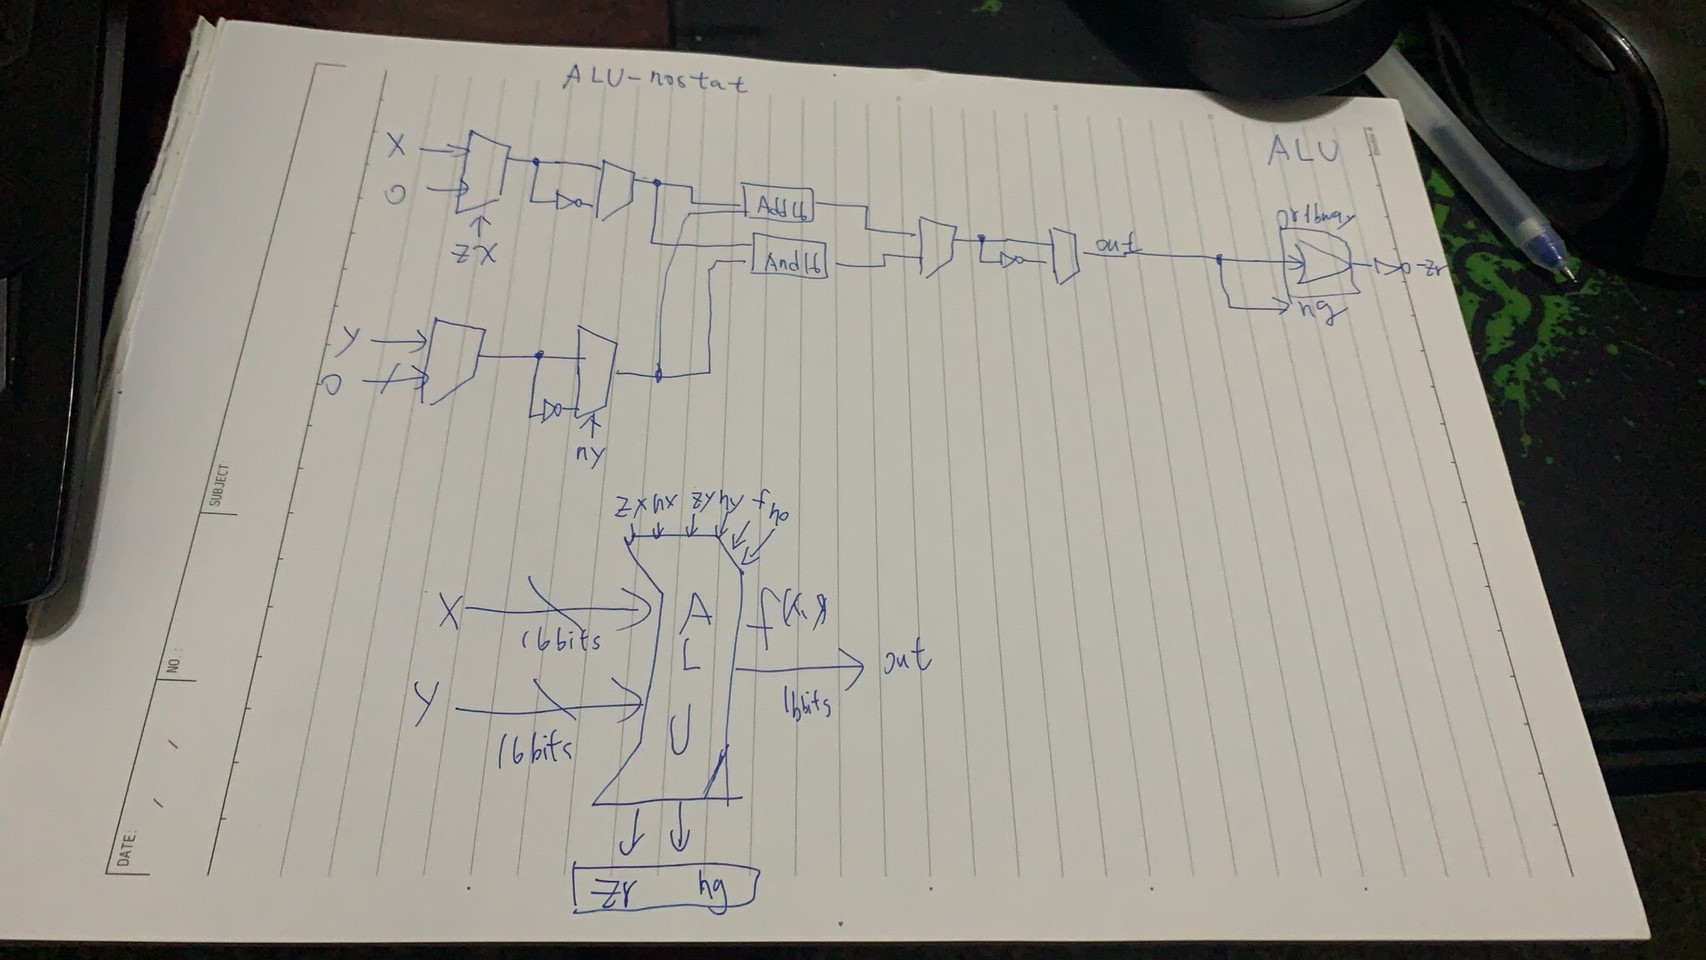 ALU-nostat
ALU
X
0
zx
Add16
And16
out
Or16way
zr
ng
Y
0
ny
zx nx zy ny f no
X
16bits
ALU
f(x,y)
out
16bits
Y
16bits
zr ng
SUBJECT:
NO.:
DATE: / /